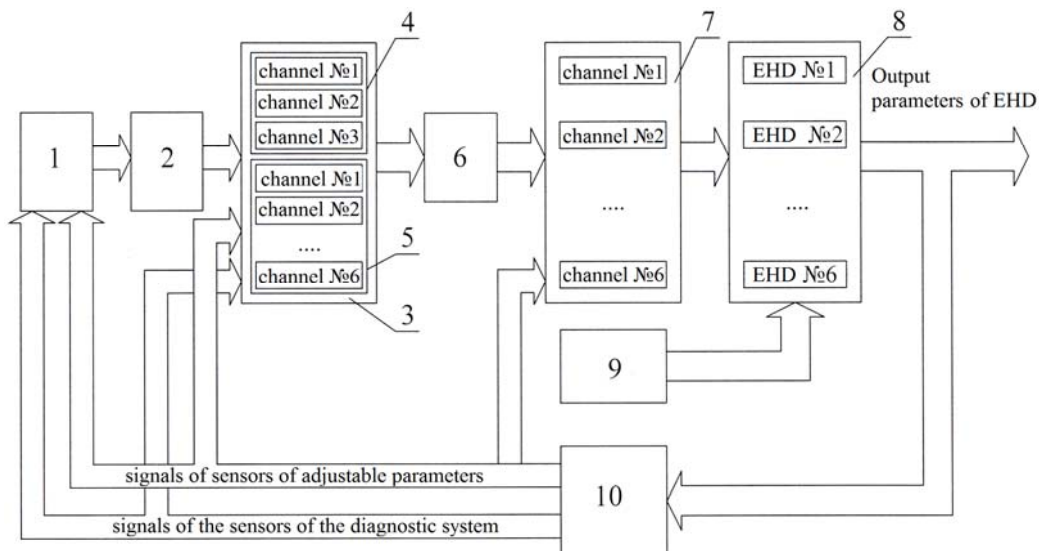 4
7
8
channel №1
channel №2
channel №3
channel №1
channel №2
....
channel №6
5
3
1
2
6
channel №1
channel №2
....
channel №6
EHD №1
EHD №2
....
EHD №6
Output
parameters of EHD
9
10
signals of sensors of adjustable parameters
signals of the sensors of the diagnostic system